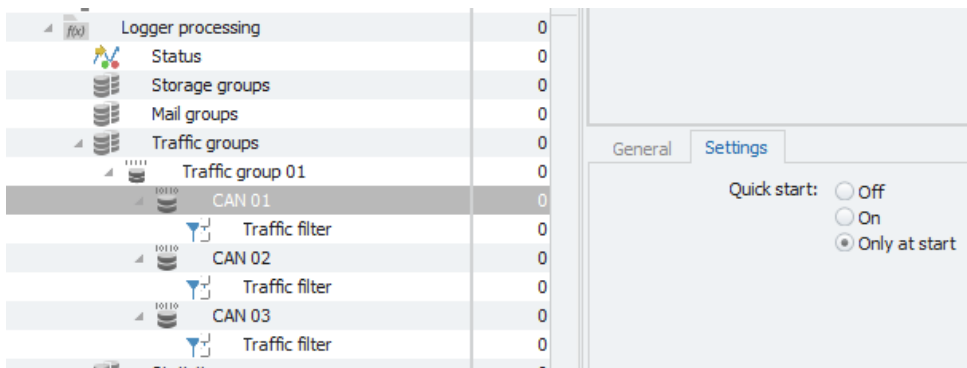 f(x) Logger processing 0
Status 0
Storage groups 0
Mail groups 0
Traffic groups 0
Traffic group 01 0
CAN 01 0
Traffic filter 0
CAN 02 0
Traffic filter 0
CAN 03 0
Traffic filter 0
General Settings
Quick start: Off
On
Only at start